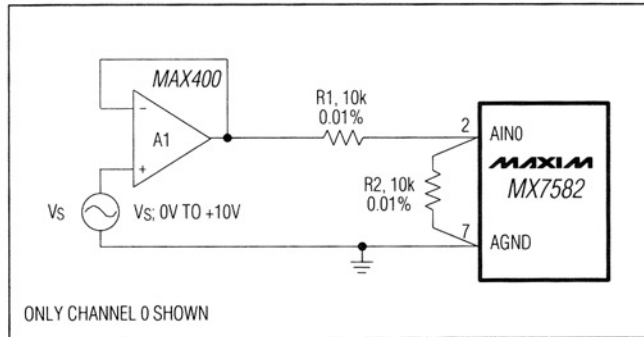 MAX400
A1
−
+
VS
VS; 0V TO +10V
R1, 10k
0.01%
R2, 10k
0.01%
2
7
AIN0
MAXIM
MX7582
AGND
ONLY CHANNEL 0 SHOWN